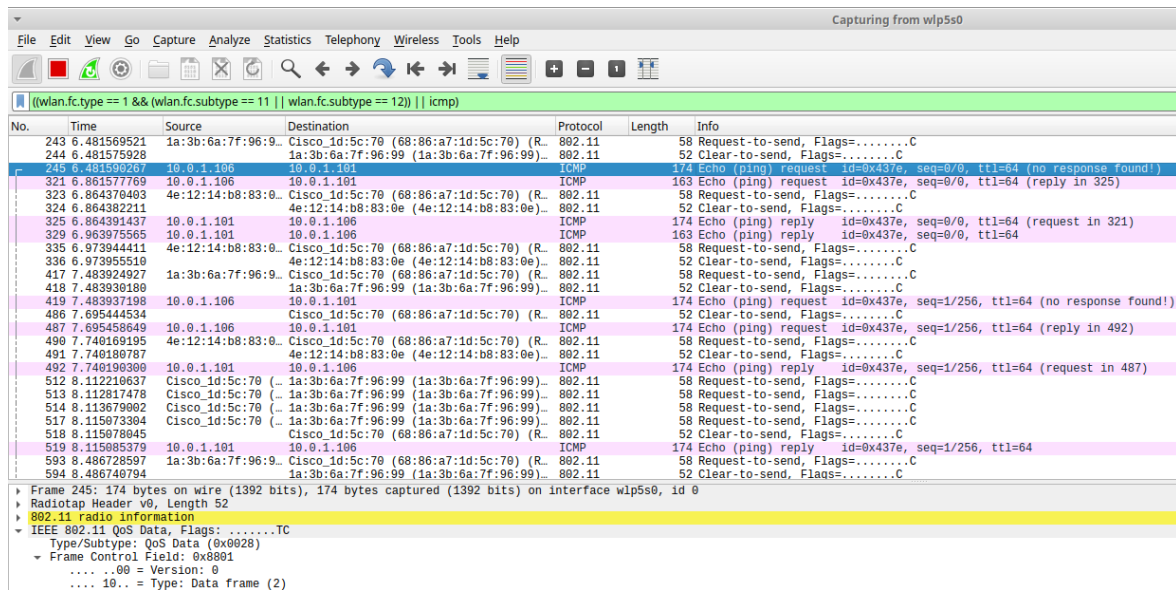 Capturing from wlp5s0
File Edit View Go Capture Analyze Statistics Telephony Wireless Tools Help
((wlan.fc.type == 1 && (wlan.fc.subtype == 11 || wlan.fc.subtype == 12)) || icmp)
No. Time Source Destination Protocol Length Info
243 6.481569521 1a:3b:6a:7f:96:9… Cisco_1d:5c:70 (68:86:a7:1d:5c:70) (R… 802.11 58 Request-to-send, Flags=........C
244 6.481575928 1a:3b:6a:7f:96:99 (1a:3b:6a:7f:96:99)… 802.11 52 Clear-to-send, Flags=........C
245 6.481590267 10.0.1.106 10.0.1.101 ICMP 174 Echo (ping) request id=0x437e, seq=0/0, ttl=64 (no response found!)
321 6.861577769 10.0.1.106 10.0.1.101 ICMP 163 Echo (ping) request id=0x437e, seq=0/0, ttl=64 (reply in 325)
323 6.864370403 4e:12:14:b8:83:0… Cisco_1d:5c:70 (68:86:a7:1d:5c:70) (R… 802.11 58 Request-to-send, Flags=........C
324 6.864382211 4e:12:14:b8:83:0e (4e:12:14:b8:83:0e)… 802.11 52 Clear-to-send, Flags=........C
325 6.864391437 10.0.1.101 10.0.1.106 ICMP 174 Echo (ping) reply id=0x437e, seq=0/0, ttl=64 (request in 321)
329 6.963975565 10.0.1.101 10.0.1.106 ICMP 163 Echo (ping) reply id=0x437e, seq=0/0, ttl=64
335 6.973944411 4e:12:14:b8:83:0… Cisco_1d:5c:70 (68:86:a7:1d:5c:70) (R… 802.11 58 Request-to-send, Flags=........C
336 6.973955510 4e:12:14:b8:83:0e (4e:12:14:b8:83:0e)… 802.11 52 Clear-to-send, Flags=........C
417 7.483924927 1a:3b:6a:7f:96:9… Cisco_1d:5c:70 (68:86:a7:1d:5c:70) (R… 802.11 58 Request-to-send, Flags=........C
418 7.483930180 1a:3b:6a:7f:96:99 (1a:3b:6a:7f:96:99)… 802.11 52 Clear-to-send, Flags=........C
419 7.483937198 10.0.1.106 10.0.1.101 ICMP 174 Echo (ping) request id=0x437e, seq=1/256, ttl=64 (no response found!)
486 7.695444534 Cisco_1d:5c:70 (68:86:a7:1d:5c:70) (R… 802.11 52 Clear-to-send, Flags=........C
487 7.695458649 10.0.1.106 10.0.1.101 ICMP 174 Echo (ping) request id=0x437e, seq=1/256, ttl=64 (reply in 492)
490 7.740169195 4e:12:14:b8:83:0… Cisco_1d:5c:70 (68:86:a7:1d:5c:70) (R… 802.11 58 Request-to-send, Flags=........C
491 7.740180787 4e:12:14:b8:83:0e (4e:12:14:b8:83:0e)… 802.11 52 Clear-to-send, Flags=........C
492 7.740190300 10.0.1.101 10.0.1.106 ICMP 174 Echo (ping) reply id=0x437e, seq=1/256, ttl=64 (request in 487)
512 8.112210637 Cisco_1d:5c:70 (… 1a:3b:6a:7f:96:99 (1a:3b:6a:7f:96:99)… 802.11 58 Request-to-send, Flags=........C
513 8.112817478 Cisco_1d:5c:70 (… 1a:3b:6a:7f:96:99 (1a:3b:6a:7f:96:99)… 802.11 58 Request-to-send, Flags=........C
514 8.113679002 Cisco_1d:5c:70 (… 1a:3b:6a:7f:96:99 (1a:3b:6a:7f:96:99)… 802.11 58 Request-to-send, Flags=........C
517 8.115073304 Cisco_1d:5c:70 (… 1a:3b:6a:7f:96:99 (1a:3b:6a:7f:96:99)… 802.11 58 Request-to-send, Flags=........C
518 8.115078045 Cisco_1d:5c:70 (68:86:a7:1d:5c:70) (R… 802.11 52 Clear-to-send, Flags=........C
519 8.115085379 10.0.1.101 10.0.1.106 ICMP 174 Echo (ping) reply id=0x437e, seq=1/256, ttl=64
593 8.486728597 1a:3b:6a:7f:96:9… Cisco_1d:5c:70 (68:86:a7:1d:5c:70) (R… 802.11 58 Request-to-send, Flags=........C
594 8.486740794 1a:3b:6a:7f:96:99 (1a:3b:6a:7f:96:99)… 802.11 52 Clear-to-send, Flags=........C
Frame 245: 174 bytes on wire (1392 bits), 174 bytes captured (1392 bits) on interface wlp5s0, id 0
Radiotap Header v0, Length 52
802.11 radio information
IEEE 802.11 QoS Data, Flags: .......TC
Type/Subtype: QoS Data (0x0028)
Frame Control Field: 0x8801
.... ..00 = Version: 0
.... 10.. = Type: Data frame (2)